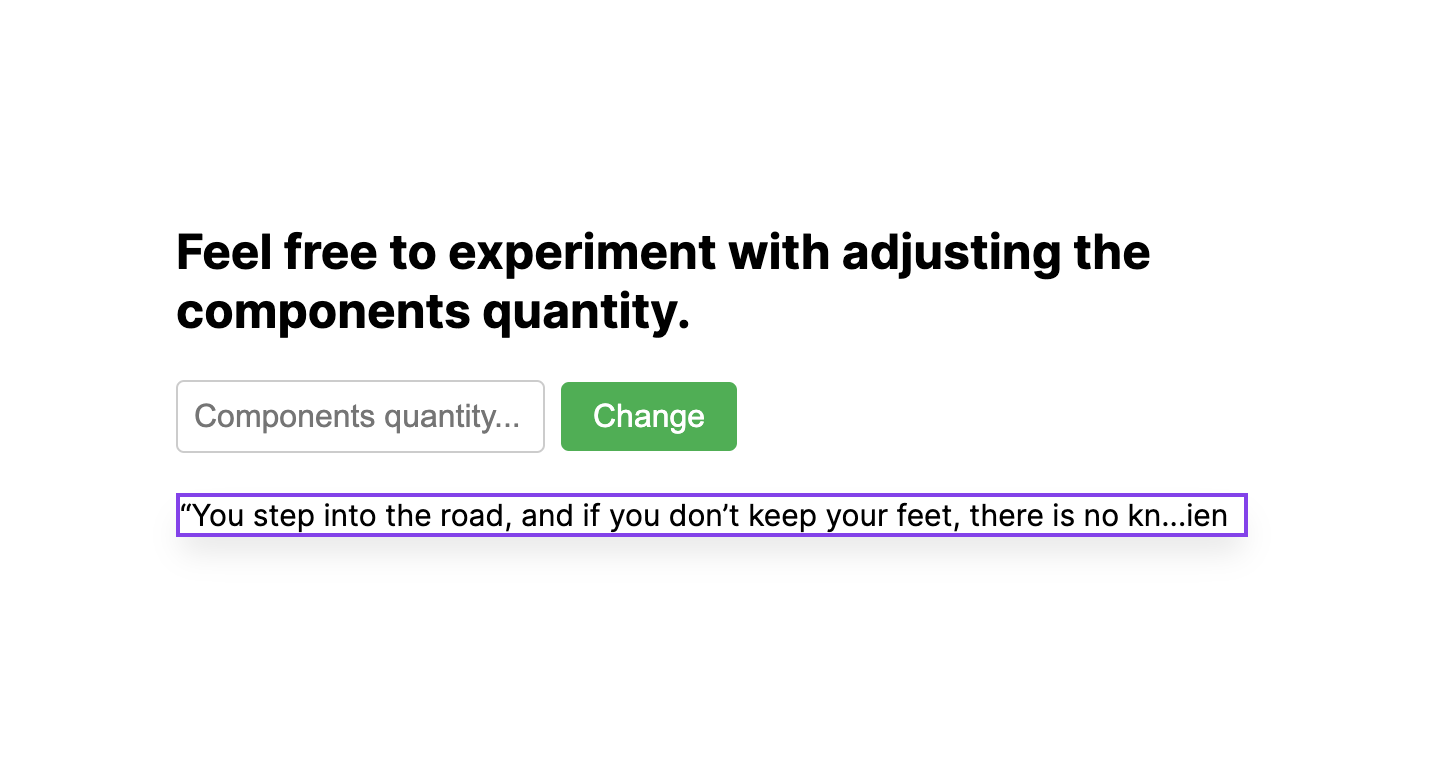 Feel free to experiment with adjusting the
components quantity.
Components quantity...
Change
“You step into the road, and if you don’t keep your feet, there is no kn...ien